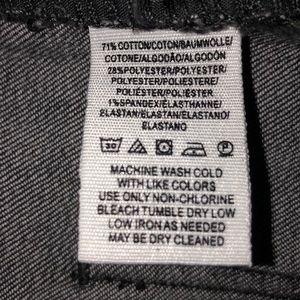 71% COTTON/COTON/BAUMWOLLE/
COTONE/ALGODÃO/ALGODÓN
28% POLYESTER/POLYESTER/
POLYESTER/POLIESTERE/
POLIÉSTER/POLIÉSTER
1% SPANDEX/ÉLASTHANNE/
ELASTAN/ELASTAN/ELASTANO/
ELASTANO
30
P
MACHINE WASH COLD
WITH LIKE COLORS
USE ONLY NON-CHLORINE
BLEACH TUMBLE DRY LOW
LOW IRON AS NEEDED
MAY BE DRY CLEANED